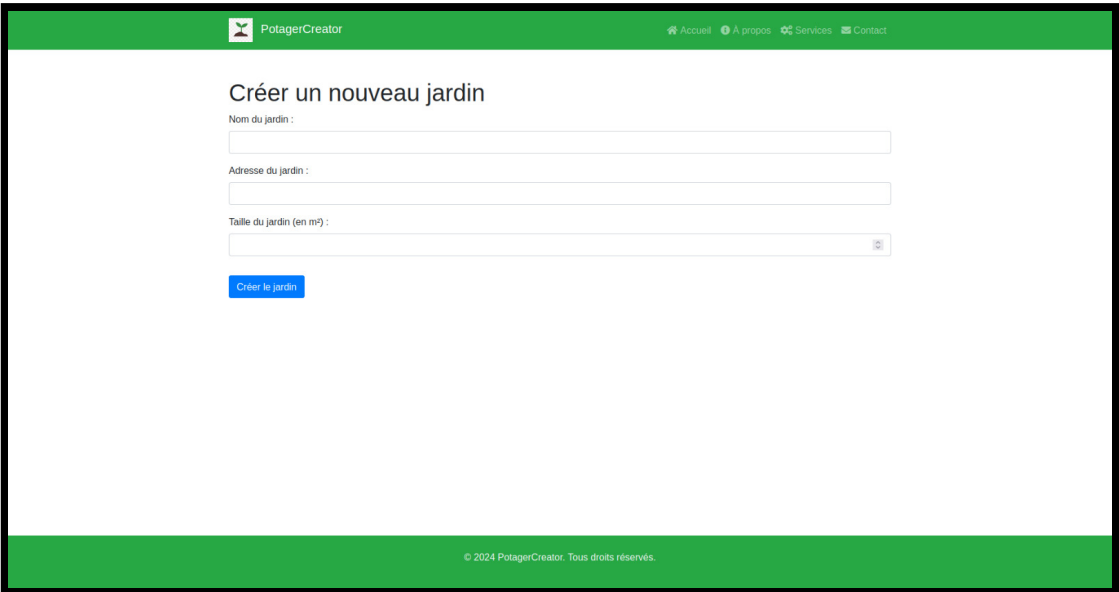 PotagerCreator
Accueil À propos Services Contact
Créer un nouveau jardin
Nom du jardin :
Adresse du jardin :
Taille du jardin (en m²) :
Créer le jardin
© 2024 PotagerCreator. Tous droits réservés.